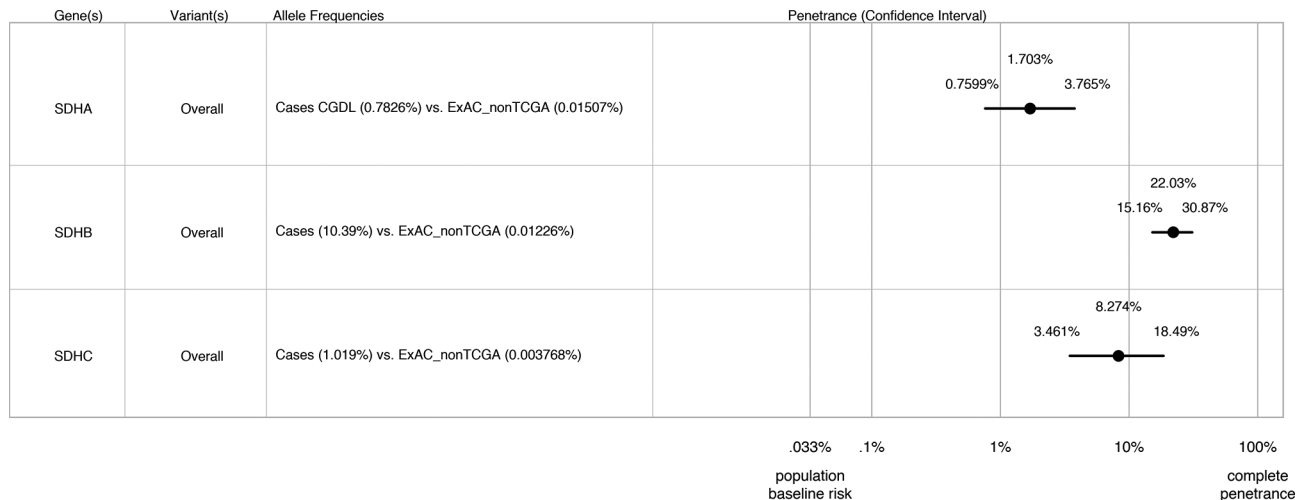 Gene(s) Variant(s) Allele Frequencies Penetrance (Confidence Interval)
1.703%
0.7599% 3.765%
SDHA Overall Cases CGDL (0.7826%) vs. ExAC_nonTCGA (0.01507%)
22.03%
15.16% 30.87%
SDHB Overall Cases (10.39%) vs. ExAC_nonTCGA (0.01226%)
8.274%
3.461% 18.49%
SDHC Overall Cases (1.019%) vs. ExAC_nonTCGA (0.003768%)
.033% .1% 1% 10% 100%
population complete
baseline risk penetrance